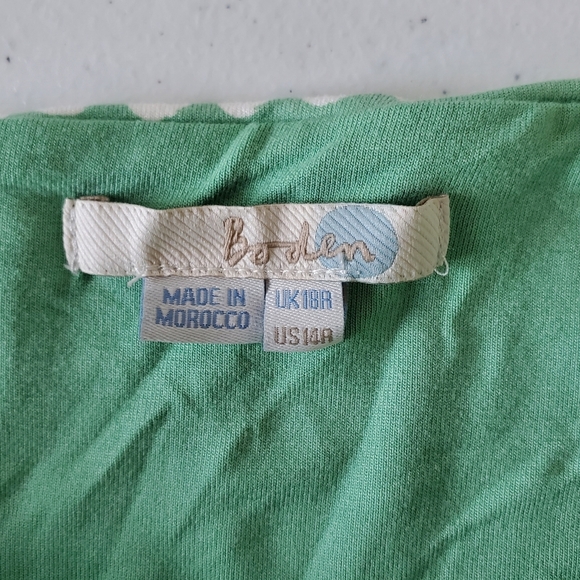 Boden
MADE IN
MOROCCO
UK18R
US14R